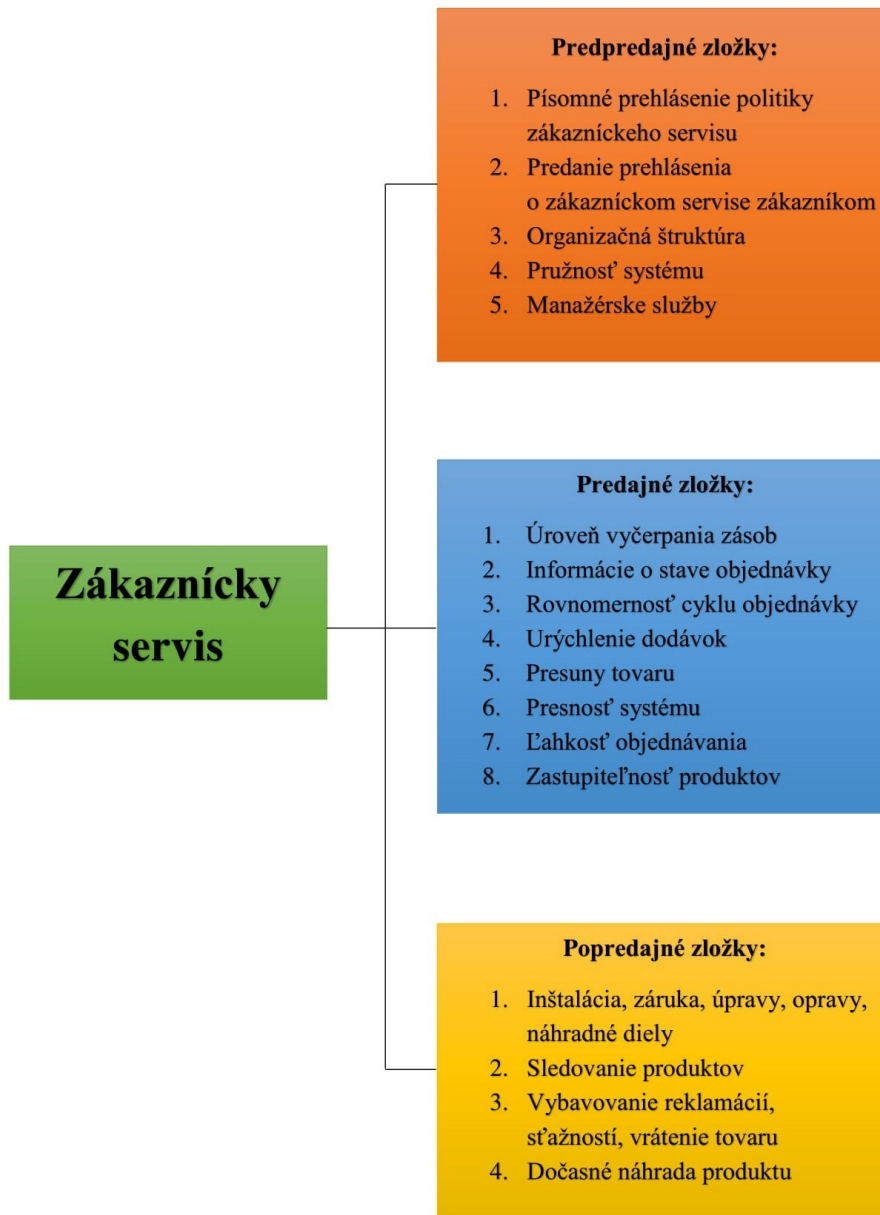 Predpredajné zložky:
1. Písomné prehlásenie politiky
zákazníckeho servisu
2. Predanie prehlásenia
o zákazníckom servise zákazníkom
3. Organizačná štruktúra
4. Pružnosť systému
5. Manažérske služby
Zákaznícky
servis
Predajné zložky:
1. Úroveň vyčerpania zásob
2. Informácie o stave objednávky
3. Rovnomernosť cyklu objednávky
4. Urýchlenie dodávok
5. Presuny tovaru
6. Presnosť systému
7. Ľahkosť objednávania
8. Zastupiteľnosť produktov
Popredajné zložky:
1. Inštalácia, záruka, úpravy, opravy,
náhradné diely
2. Sledovanie produktov
3. Vybavovanie reklamácií,
sťažností, vrátenie tovaru
4. Dočasné náhrada produktu